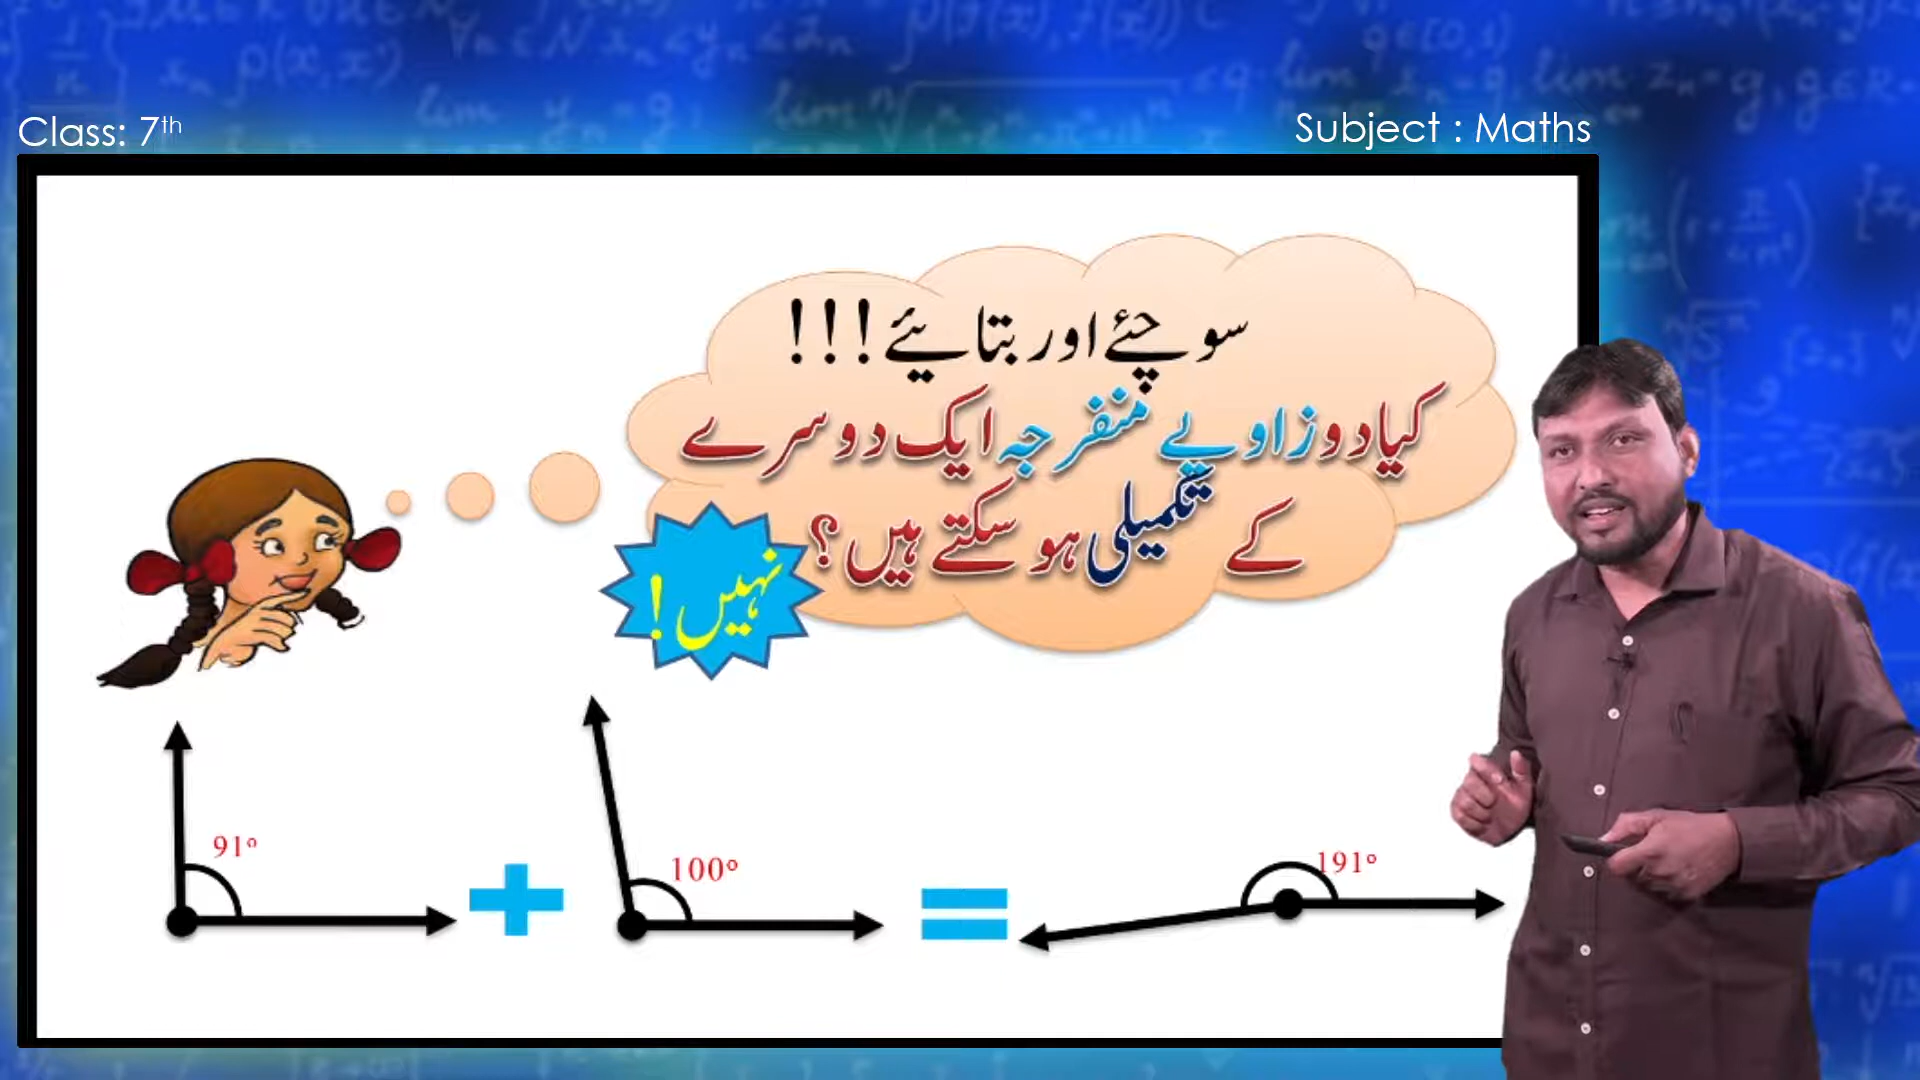 Class: 7th
Subject : Maths
سوچئے اور بتائیے !!!
کیا دو زاویے منفرجہ ایک دوسرے
کے تکمیلی ہو سکتے ہیں ؟
نہیں !
91°
100°
191°